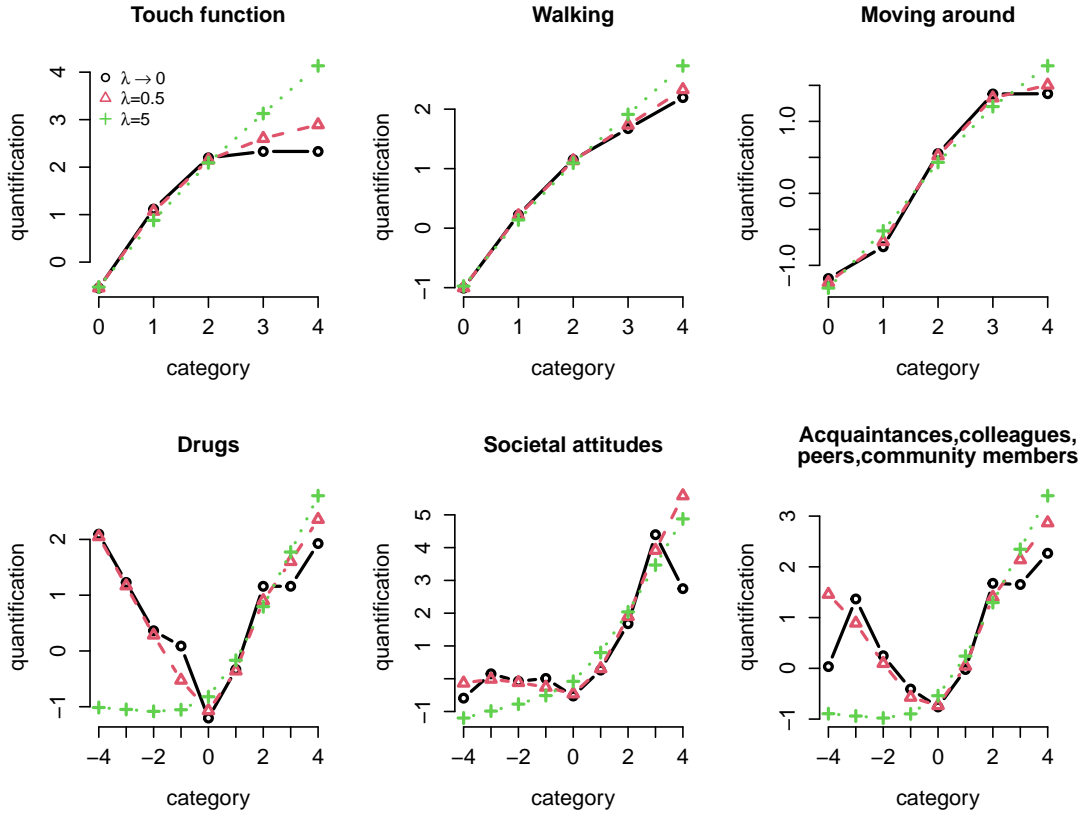 Touch function
quantification
4
3
2
1
0
λ → 0
λ=0.5
λ=5
0 1 2 3 4
category
Walking
quantification
2
1
0
−1
0 1 2 3 4
category
Moving around
quantification
1.0
0.0
−1.0
0 1 2 3 4
category
Drugs
quantification
2
1
0
−1
−4 −2 0 2 4
category
Societal attitudes
quantification
5
4
3
1
−1
−4 −2 0 2 4
category
Acquaintances,colleagues,
peers,community members
quantification
3
2
1
0
−1
−4 −2 0 2 4
category